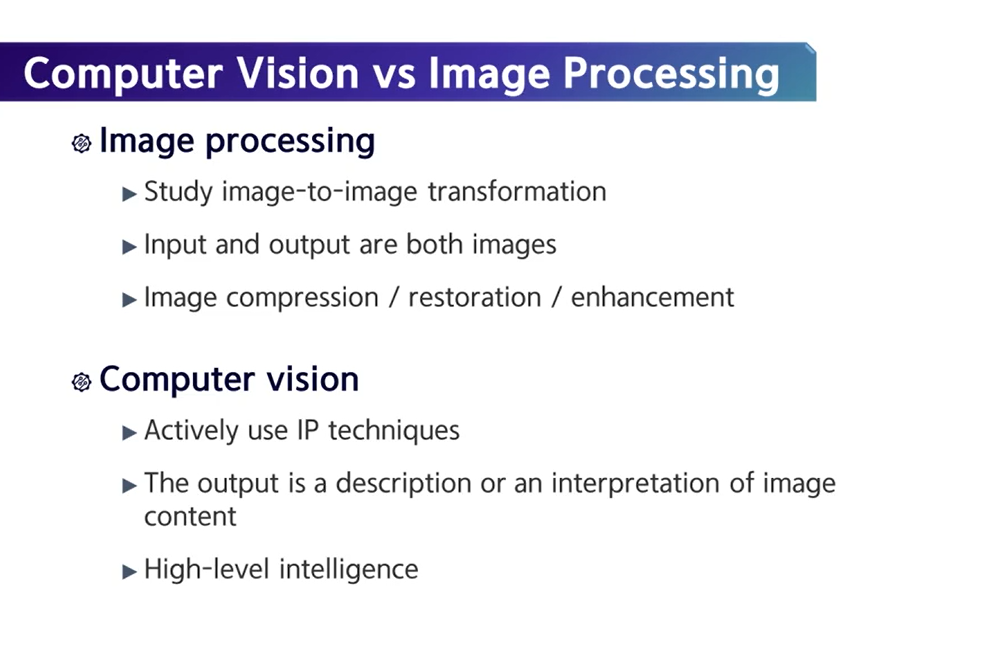 Computer Vision vs Image Processing
Image processing
Study image-to-image transformation
Input and output are both images
Image compression / restoration / enhancement
Computer vision
Actively use IP techniques
The output is a description or an interpretation of image
content
High-level intelligence